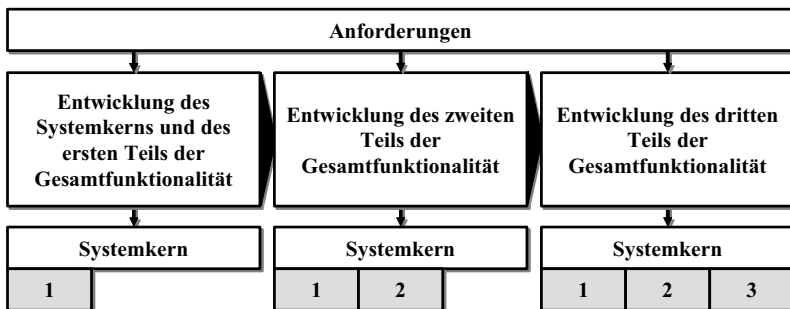 Anforderungen
Entwicklung des
Systemkerns und des
ersten Teils der
Gesamtfunktionalität
Entwicklung des zweiten
Teils der
Gesamtfunktionalität
Entwicklung des dritten
Teils der
Gesamtfunktionalität
Systemkern
Systemkern
Systemkern
1
1 2
1 2 3